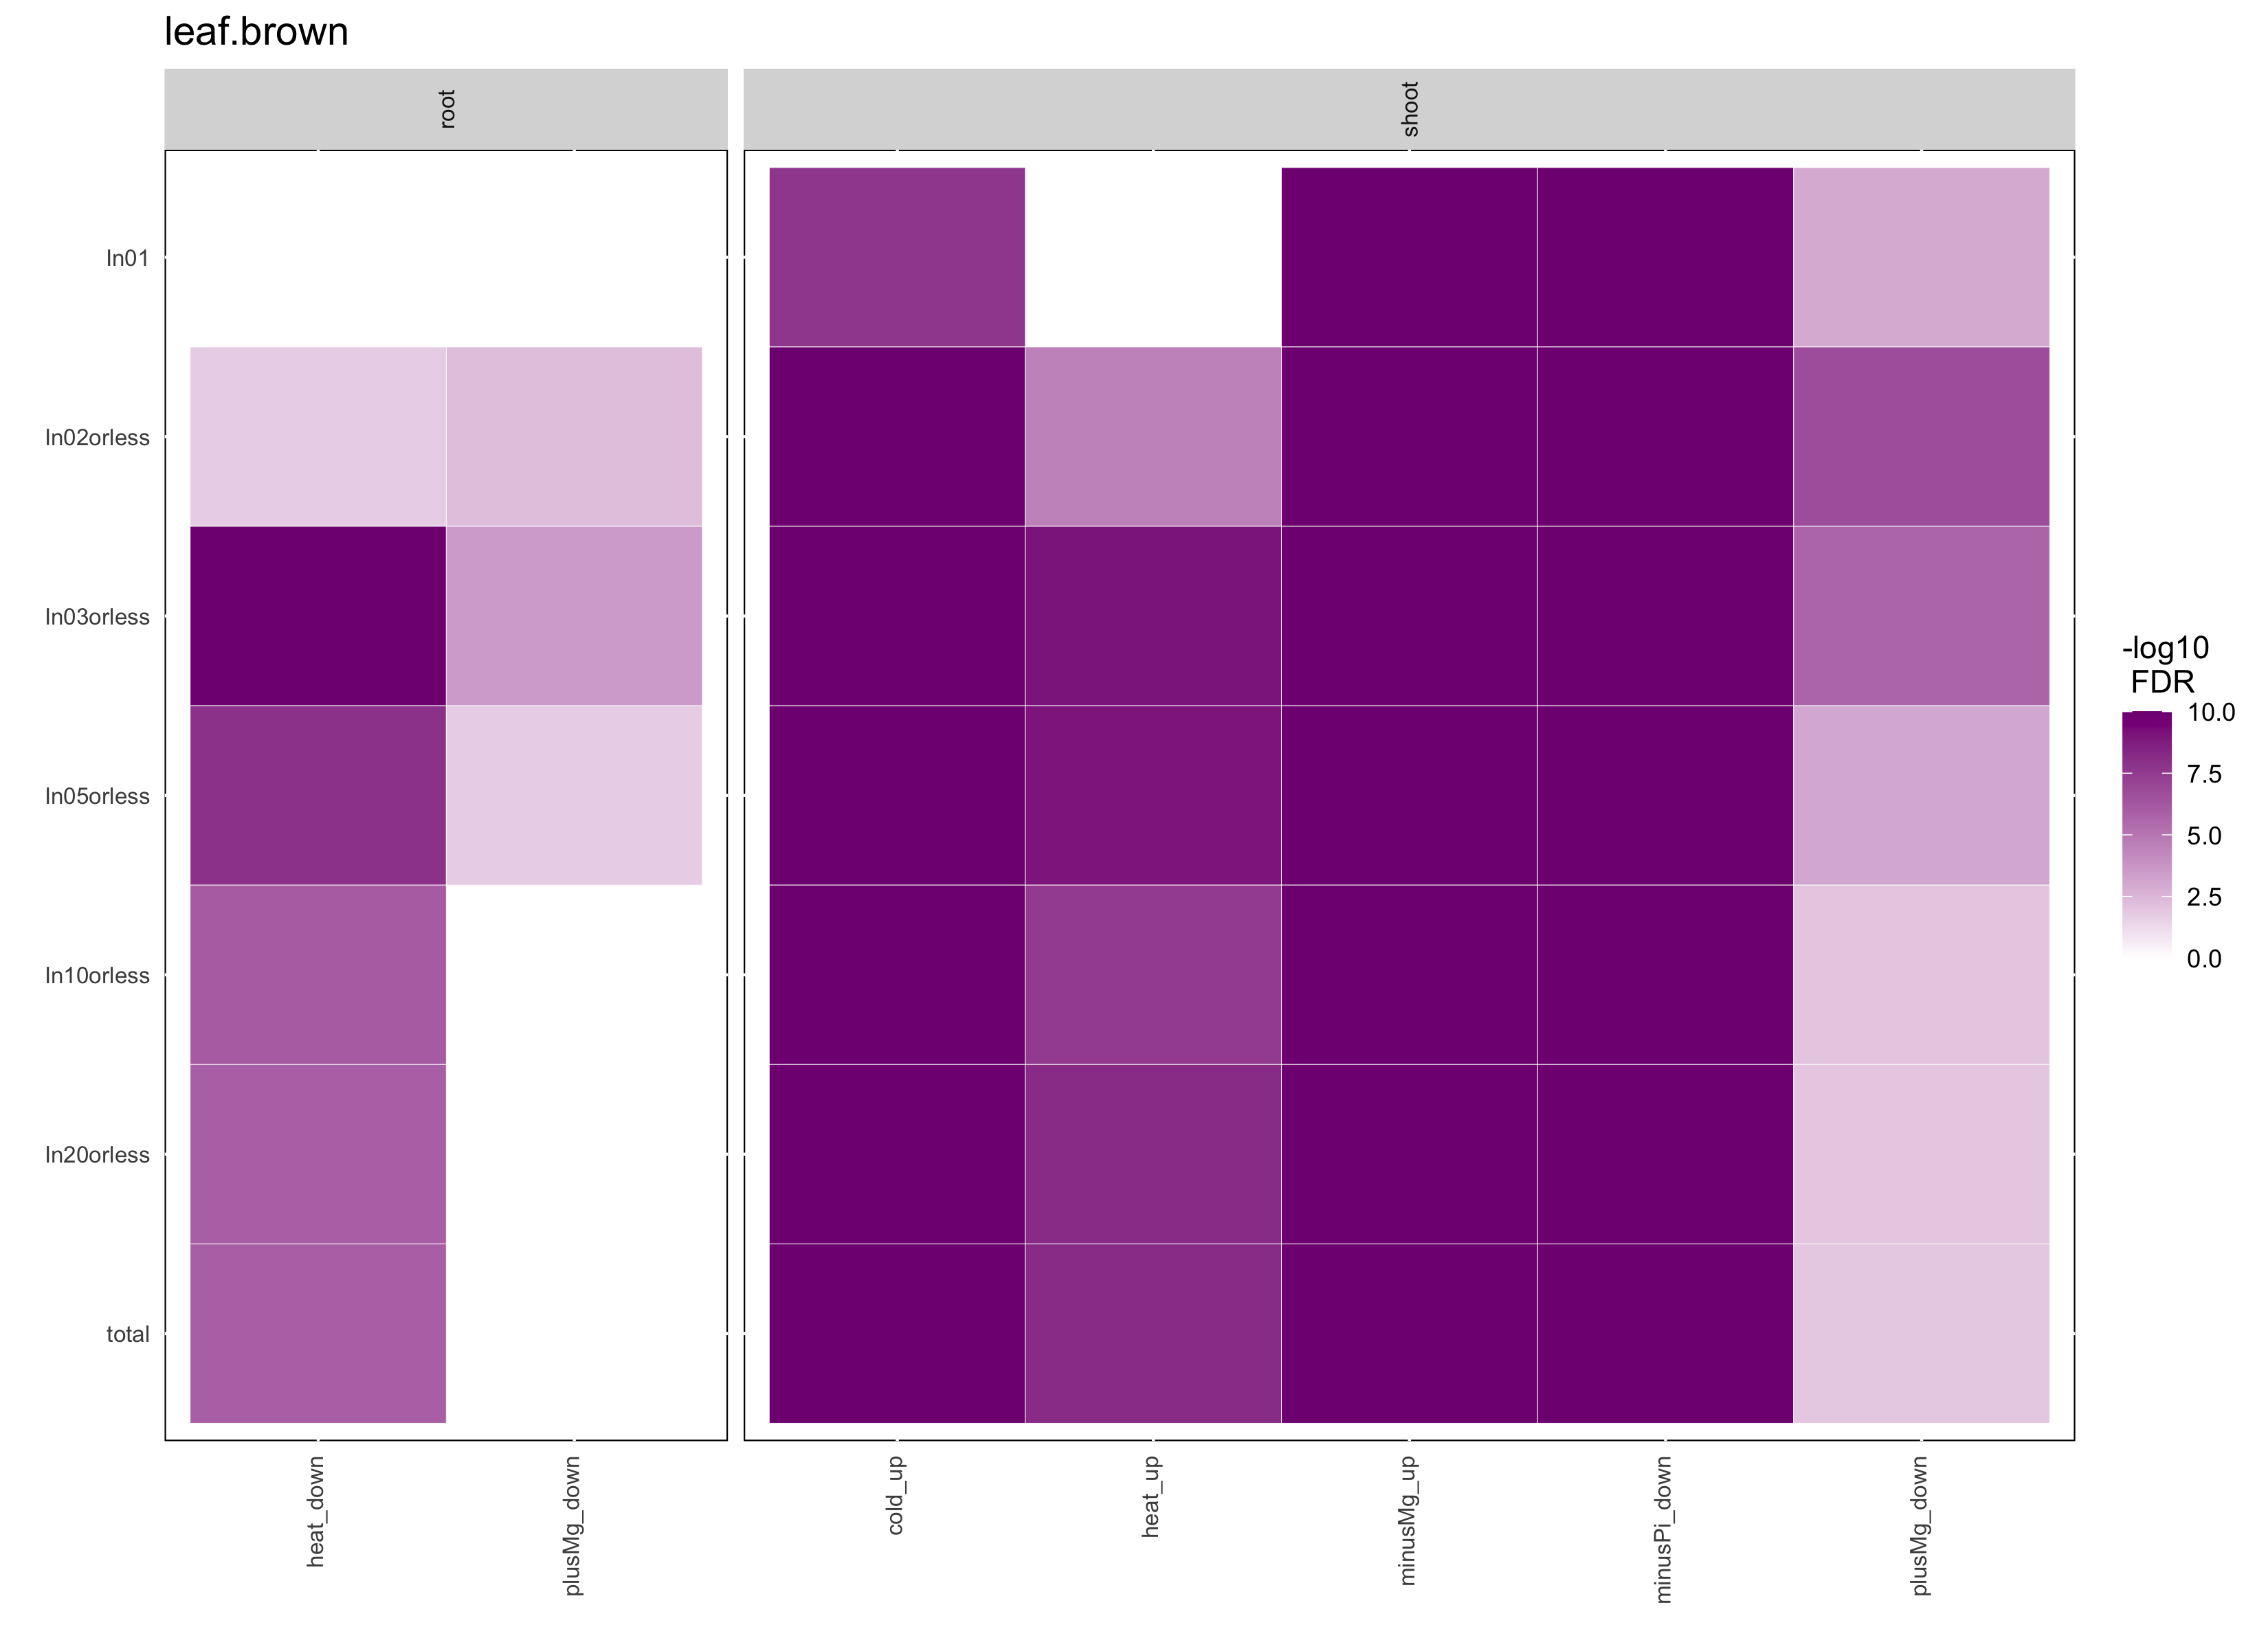 leaf.brown
root
shoot
In01
In02orless
In03orless
In05orless
In10orless
In20orless
total
heat_down
plusMg_down
cold_up
heat_up
minusMg_up
minusPi_down
plusMg_down
-log10
FDR
10.0
7.5
5.0
2.5
0.0